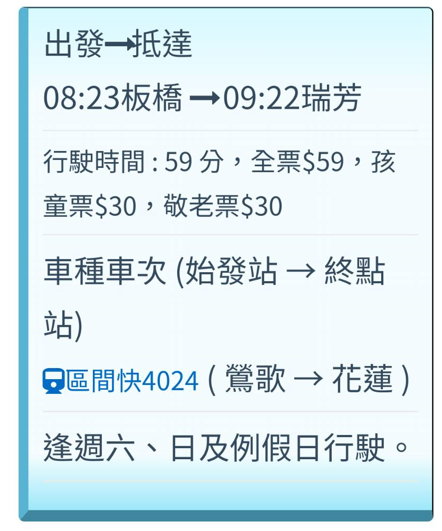 出發→抵達
08:23板橋→09:22瑞芳
行駛時間 : 59 分，全票$59，孩
童票$30，敬老票$30
車種車次 (始發站 → 終點
站)
區間快4024 ( 鶯歌 → 花蓮 )
逢週六、日及例假日行駛。